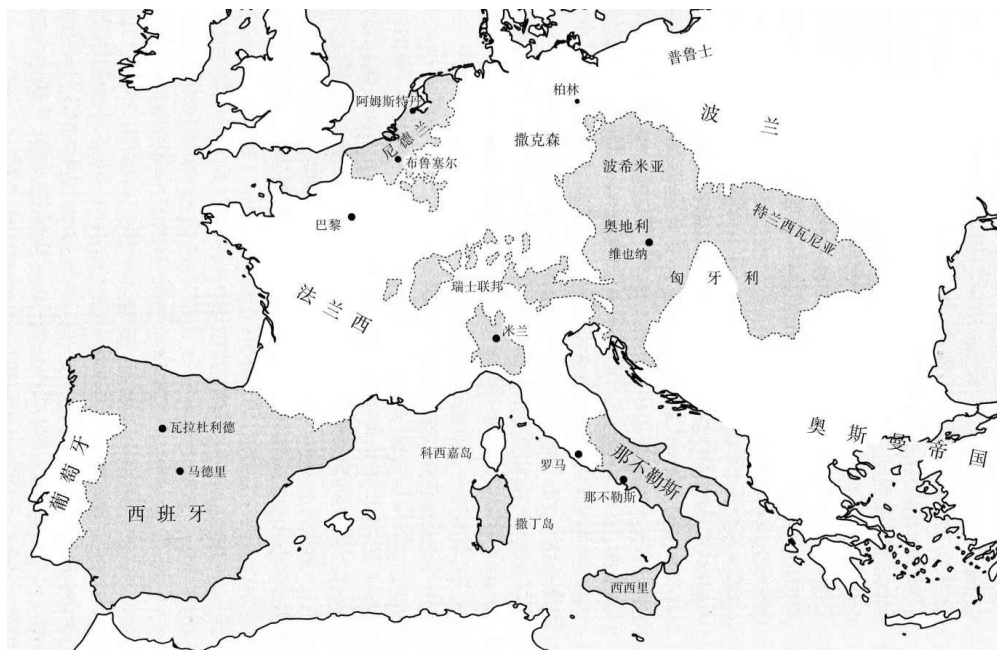 普鲁士
柏林
阿姆斯特丹
波兰
尼德兰
撒克森
布鲁塞尔
波希米亚
巴黎
特兰西瓦尼亚
奥地利
维也纳
匈牙利
瑞士联邦
法兰西
米兰
瓦拉杜利德
奥斯曼帝国
科西嘉岛
罗马
那不勒斯
马德里
葡萄牙
那不勒斯
西班牙
撒丁岛
西西里